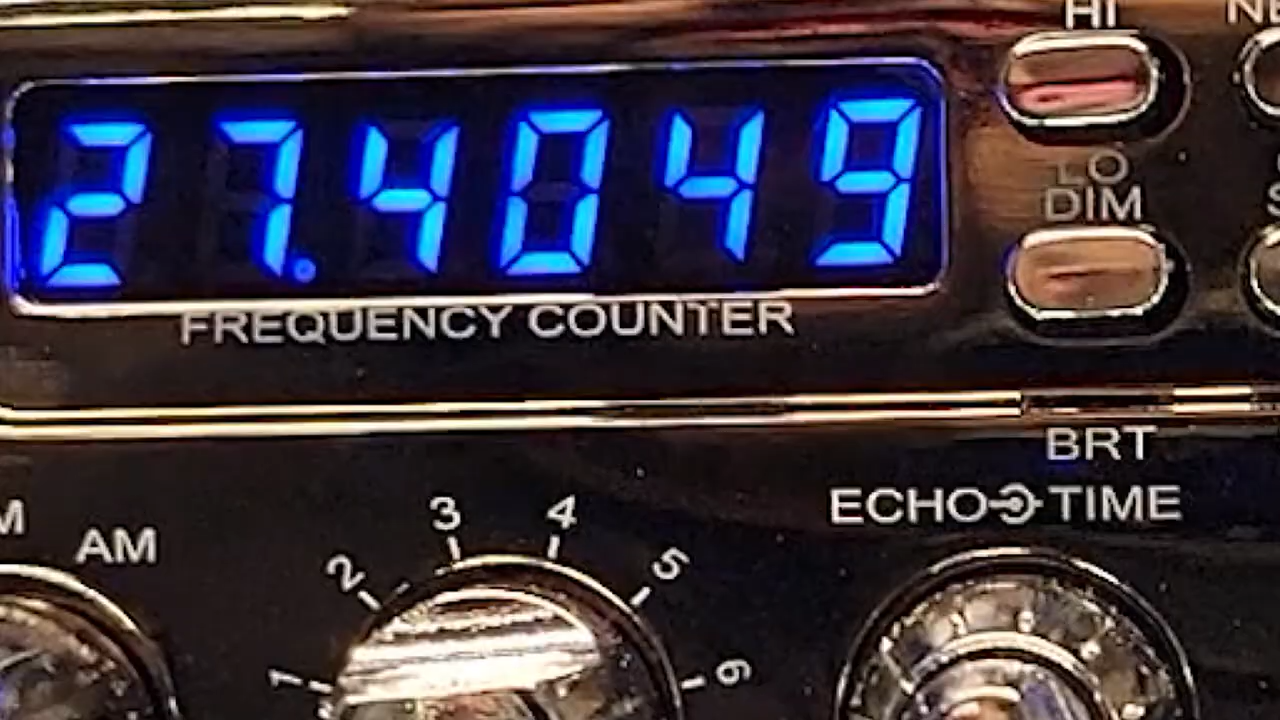 HI
27.4049
LO
DIM
FREQUENCY COUNTER
BRT
ECHO TIME
AM
1 2 3 4 5 6